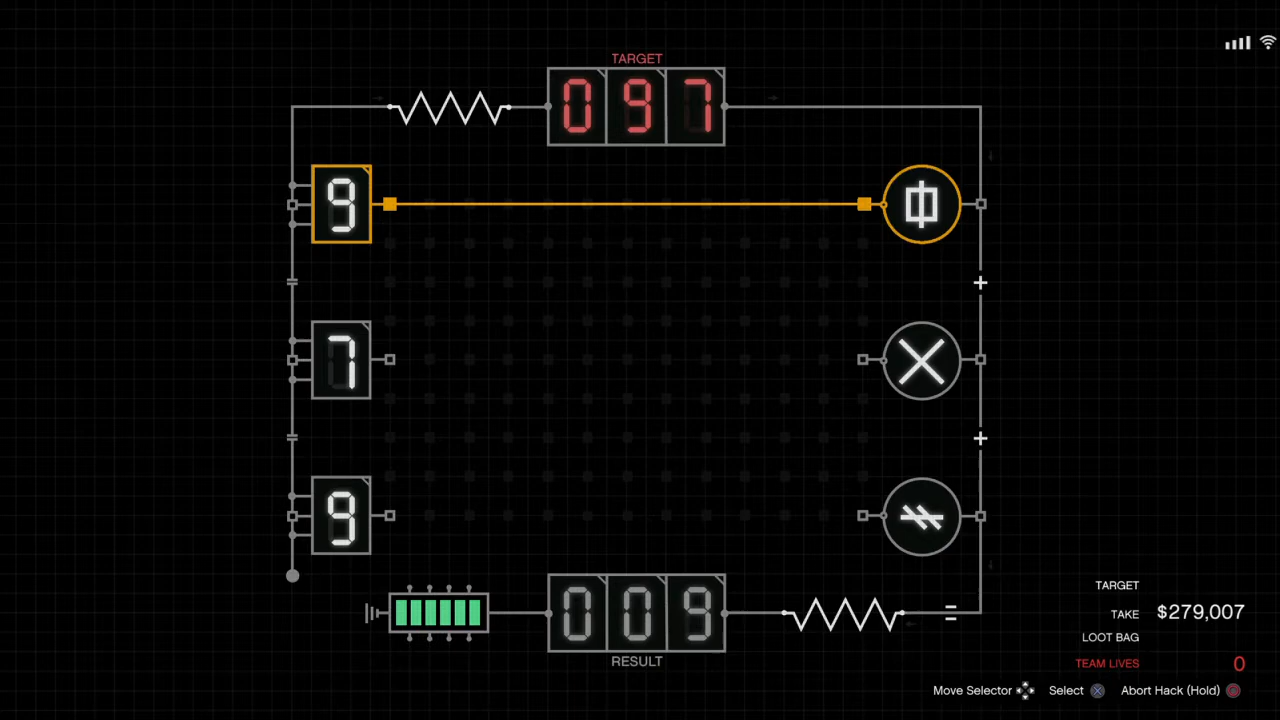 TARGET
097
9
+
7
+
9
=
009
RESULT
TARGET
TAKE $279,007
LOOT BAG
TEAM LIVES 0
Move Selector Select Abort Hack (Hold)